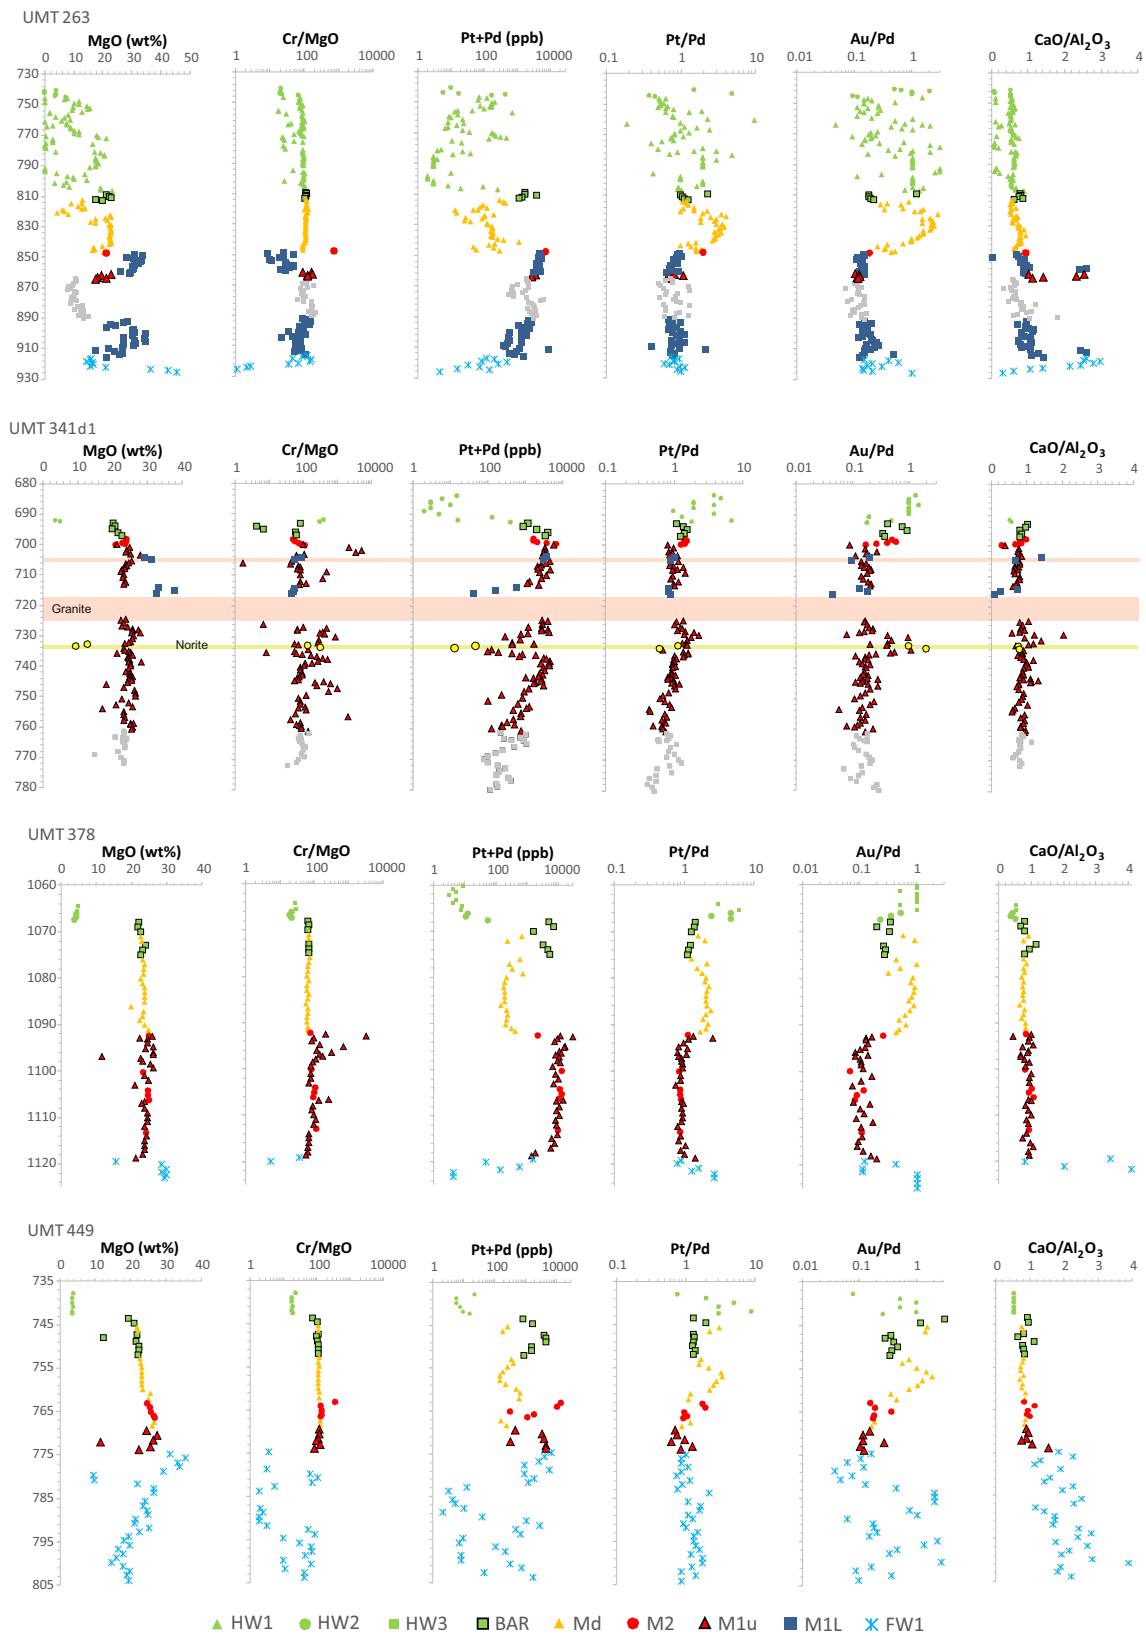 UMT 263
MgO (wt%) Cr/MgO Pt+Pd (ppb) Pt/Pd Au/Pd CaO/Al2O3
0 10 20 30 40 50 1 100 10000 1 100 10000 0.1 1 10 0.01 0.1 1 0 1 2 3 4
730
750
770
790
810
830
850
870
890
910
930
UMT 341d1
MgO (wt%) Cr/MgO Pt+Pd (ppb) Pt/Pd Au/Pd CaO/Al2O3
0 20 40 60 1 100 10000 1 100 10000 0.1 1 10 0.01 0.1 1 0 2 4
680
690
700
710
720
Granite
730
Norite
740
750
760
770
780
UMT 378
MgO (wt%) Cr/MgO Pt+Pd (ppb) Pt/Pd Au/Pd CaO/Al2O3
0 20 40 1 100 10000 1 100 10000 0.1 1 10 0.01 0.1 1 0 1 2 3 4
1060
1070
1080
1090
1100
1110
1120
UMT 449
MgO (wt%) Cr/MgO Pt+Pd (ppb) Pt/Pd Au/Pd CaO/Al2O3
0 20 40 1 100 10000 1 100 10000 0.1 1 10 0.01 0.1 1 0 1 2 3 4
735
745
755
765
775
785
795
805
HW1 HW2 HW3 BAR Md M2 M1u M1L FW1